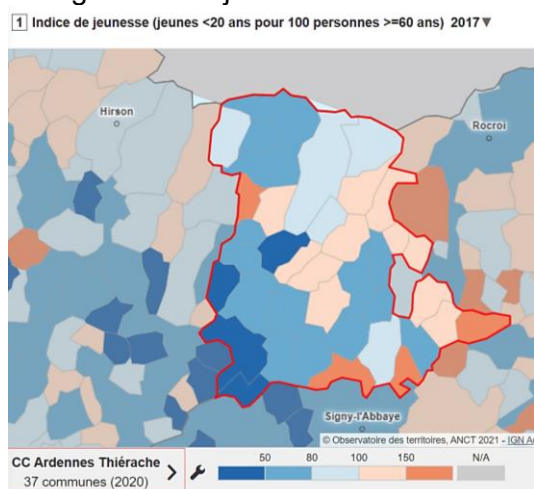 1 Indice de jeunesse (jeunes <20 ans pour 100 personnes >=60 ans) 2017▼
Hirson
Rocroi
Signy-l'Abbaye
© Observatoire des territoires, ANCT 2021 - IGN
CC Ardennes Thiérache
37 communes (2020)
50 80 100 150 N/A